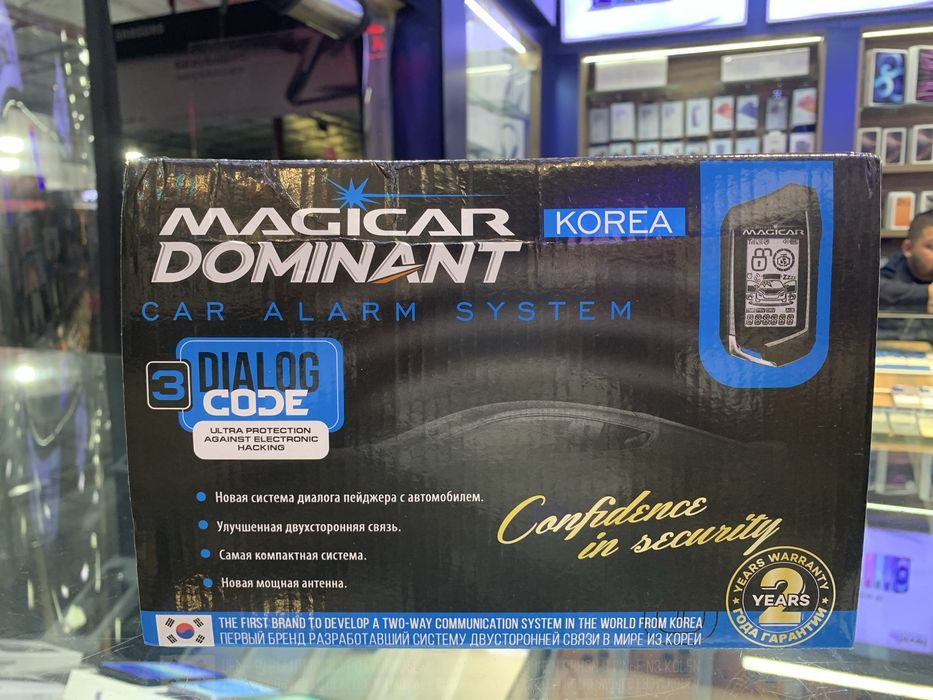 SAMSUNG
MAGICAR
KOREA
DOMINANT
CAR ALARM SYSTEM
MAGICAR
3
DIALOG
CODE
ULTRA PROTECTION
AGAINST ELECTRONIC
HACKING
Новая система диалога пейджера с автомобилем.
Улучшенная двухсторонняя связь.
Самая компактная система.
Новая мощная антенна.
Confidence
in security
YEARS WARRANTY
2
YEARS
ГОДА ГАРАНТИИ
THE FIRST BRAND TO DEVELOP A TWO-WAY COMMUNICATION SYSTEM IN THE WORLD FROM KOREA
ПЕРВЫЙ БРЕНД РАЗРАБОТАВШИЙ СИСТЕМУ ДВУСТОРОННЕЙ СВЯЗИ В МИРЕ ИЗ КОРЕИ